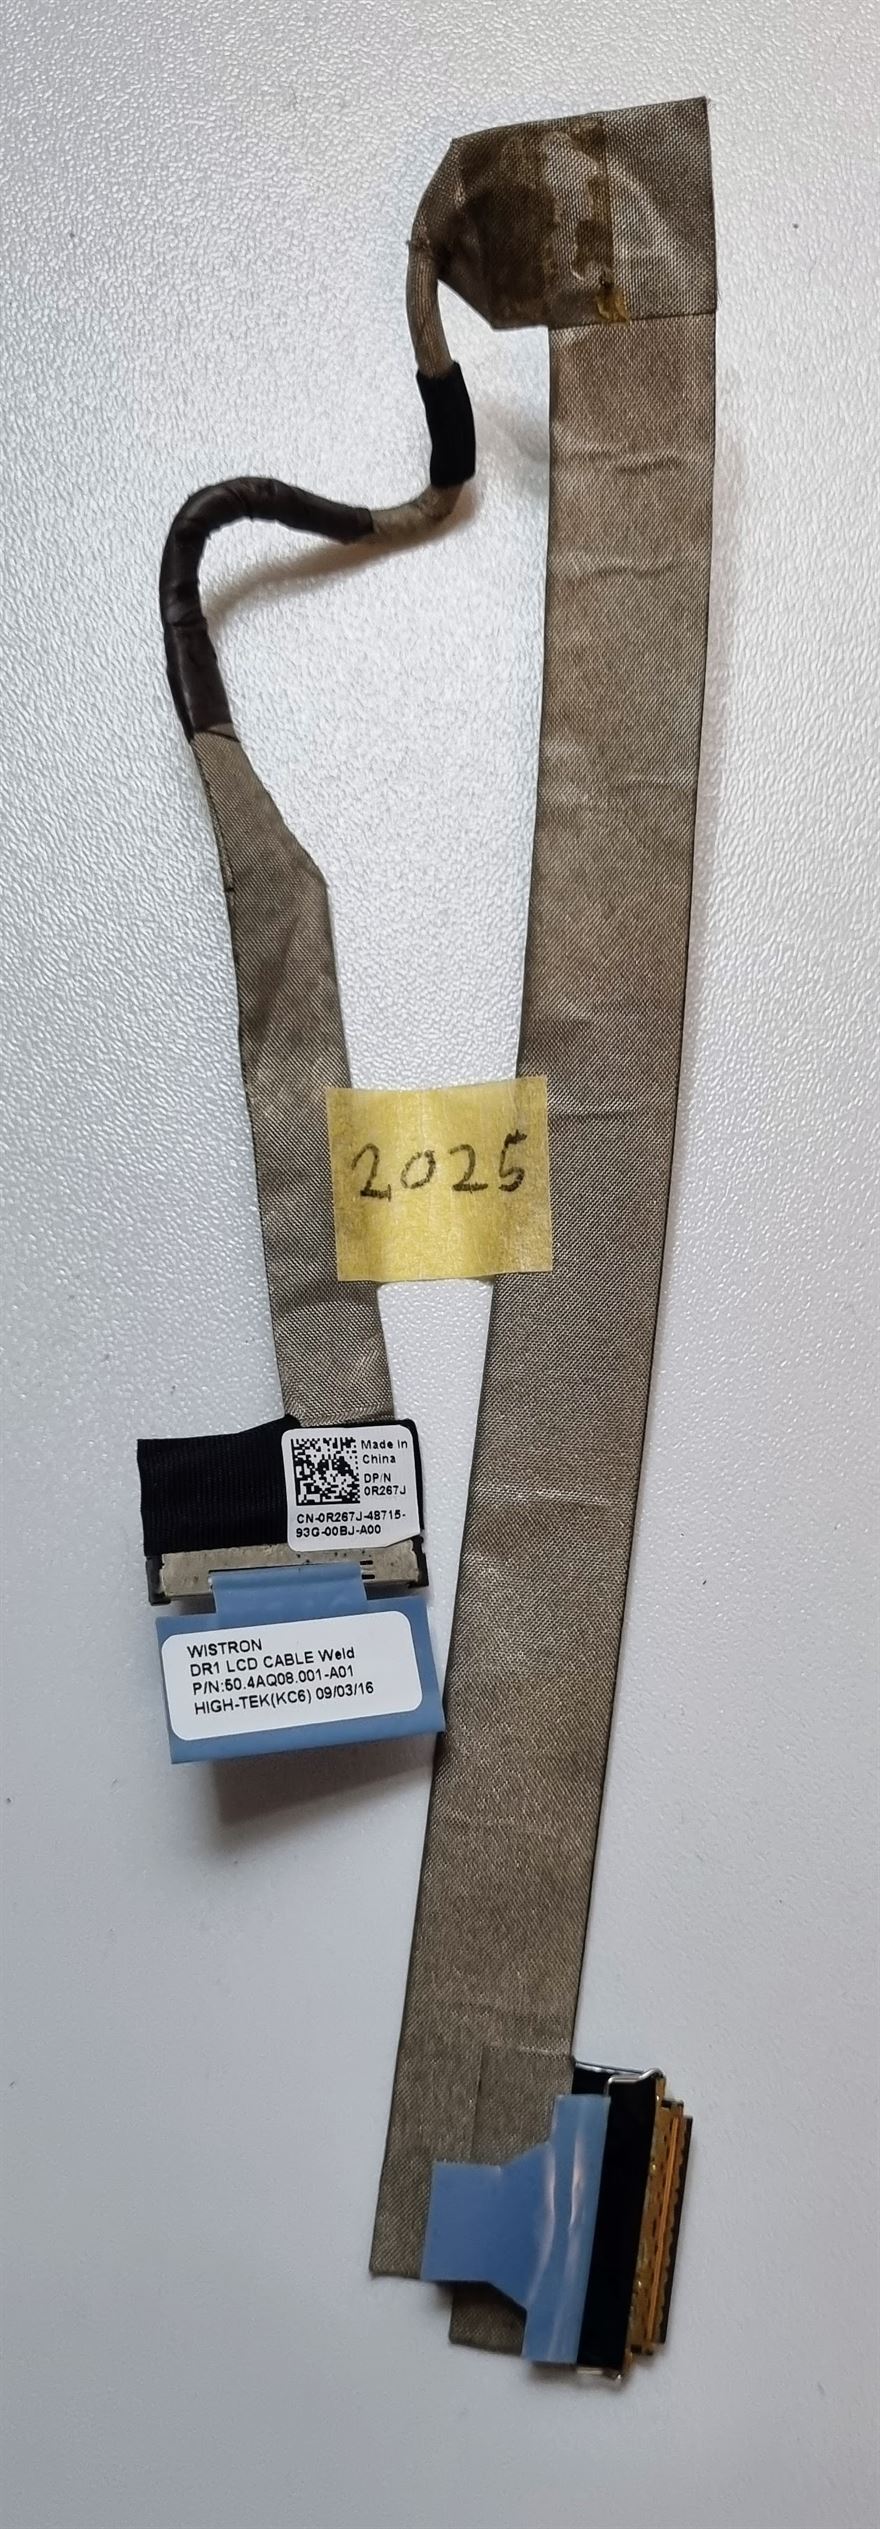 2025
Made in
China
DP/N
0R267J
CN-0R267J-48715-
93G-00BJ-A00
WISTRON
DR1 LCD CABLE Weld
P/N:50.4AQ08.001-A01
HIGH-TEK(KC6) 09/03/16